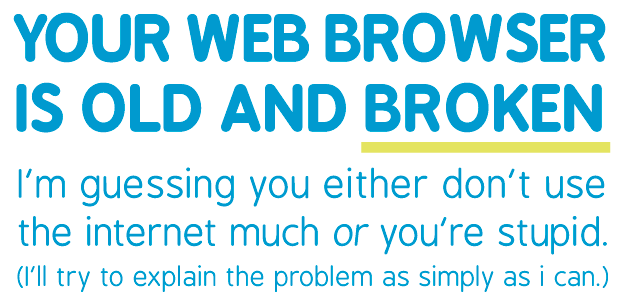 YOUR WEB BROWSER
IS OLD AND BROKEN
I'm guessing you either don't use
the internet much or you're stupid.
(I'll try to explain the problem as simply as i can.)